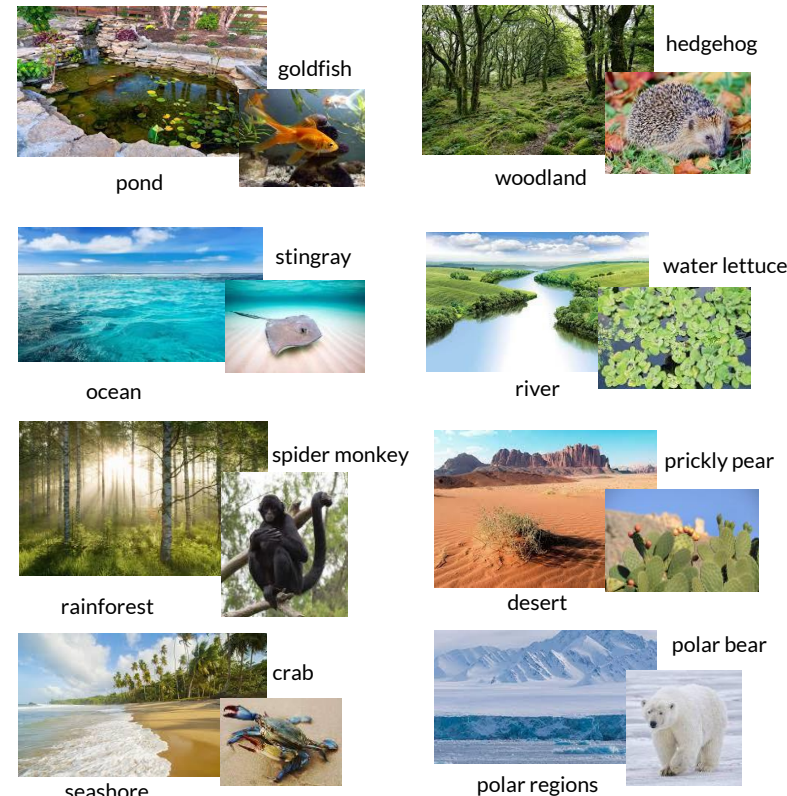 goldfish
pond
hedgehog
woodland
stingray
ocean
water lettuce
river
spider monkey
rainforest
prickly pear
desert
crab
seashore
polar bear
polar regions